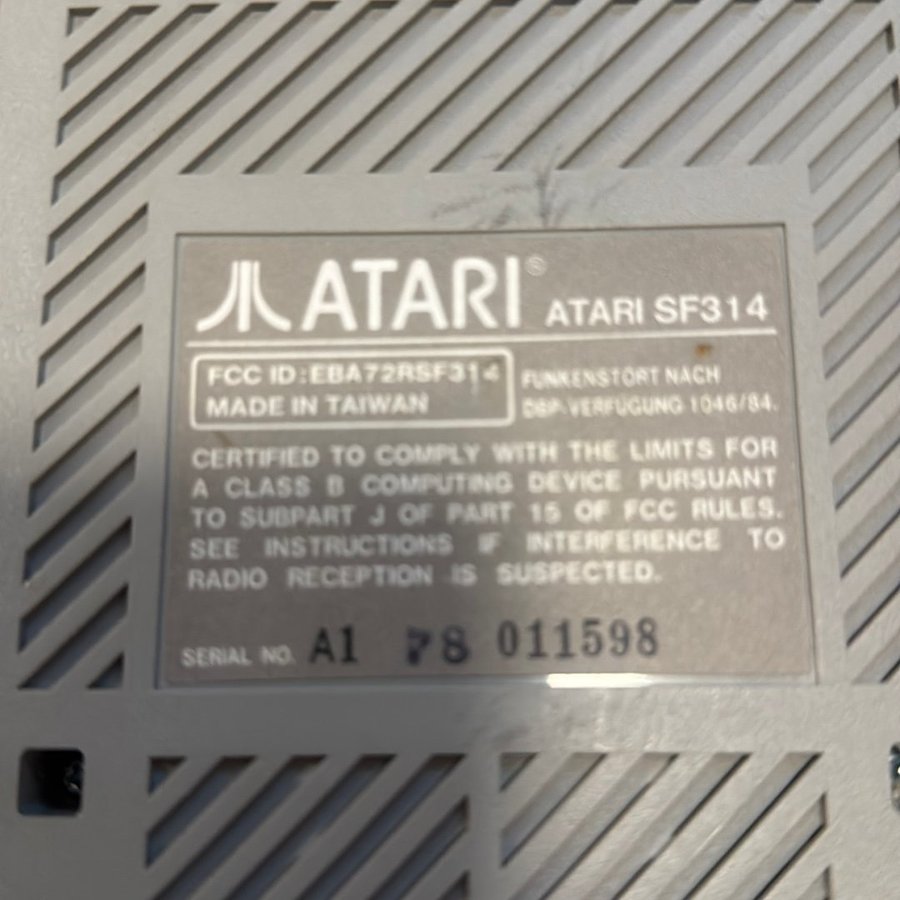 ATARI® ATARI SF314
FCC ID:EBA72RSF314
MADE IN TAIWAN
FUNKENSTÖRT NACH
DBP-VERFÜGUNG 1046/84.
CERTIFIED TO COMPLY WITH THE LIMITS FOR
A CLASS B COMPUTING DEVICE PURSUANT
TO SUBPART J OF PART 15 OF FCC RULES.
SEE INSTRUCTIONS IF INTERFERENCE TO
RADIO RECEPTION IS SUSPECTED.
SERIAL NO. A1 78 011598